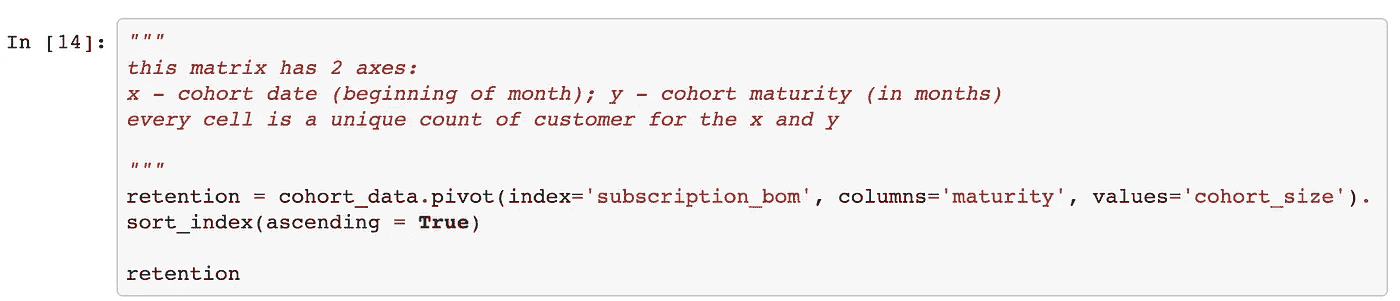 In [14]:
"""
this matrix has 2 axes:
x - cohort date (beginning of month); y - cohort maturity (in months)
every cell is a unique count of customer for the x and y
"""
retention = cohort_data.pivot(index='subscription_bom', columns='maturity', values='cohort_size').
sort_index(ascending = True)
retention